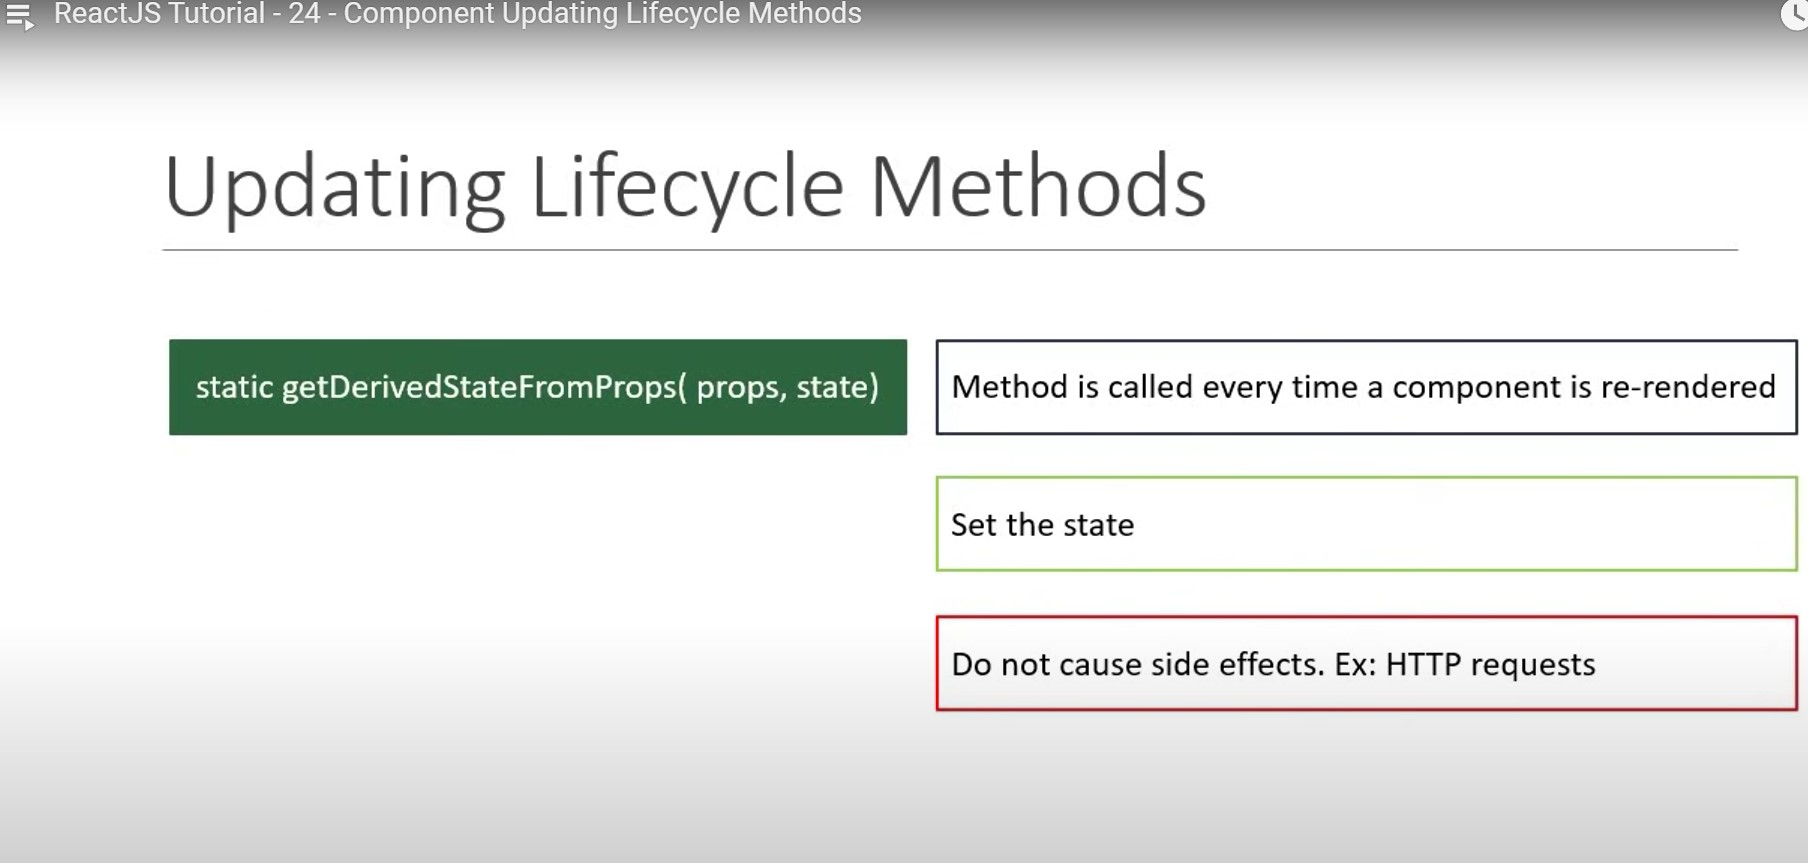 ReactJS Tutorial - 24 - Component Updating Lifecycle Methods
Updating Lifecycle Methods
static getDerivedStateFromProps( props, state)
Method is called every time a component is re-rendered
Set the state
Do not cause side effects. Ex: HTTP requests